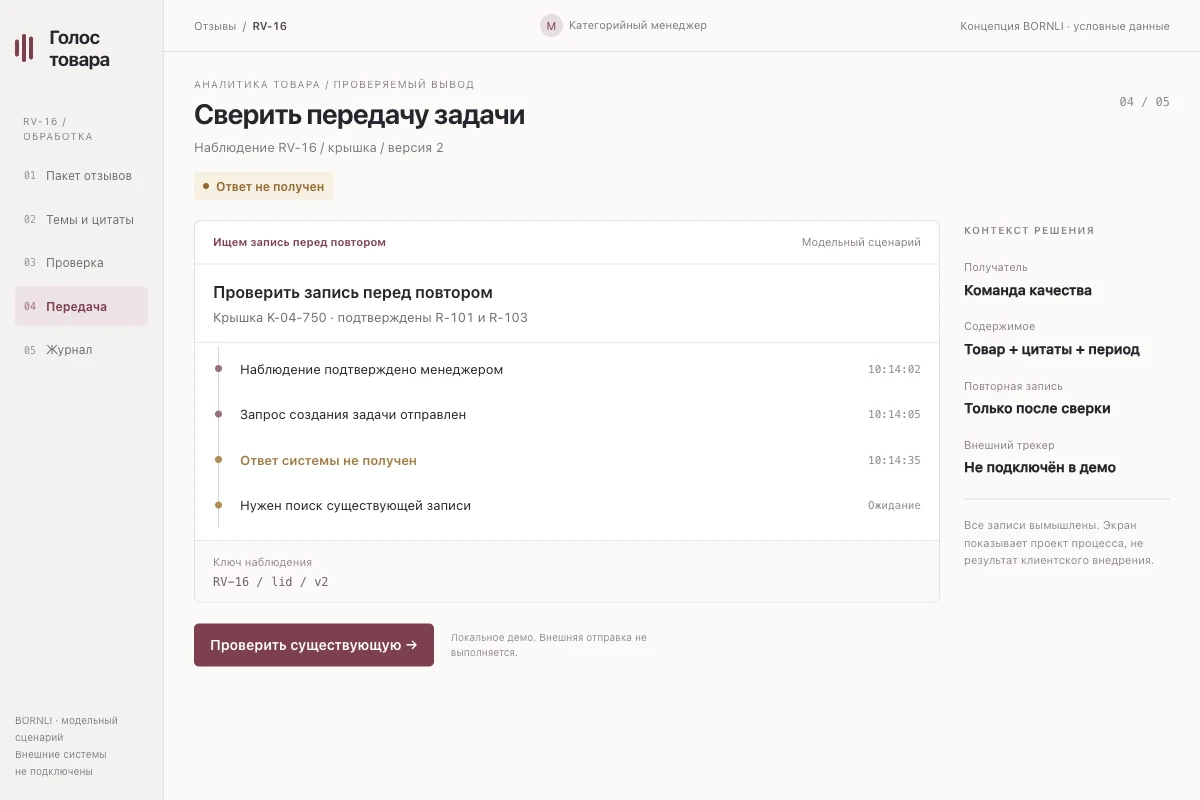 Голос
товара
RV-16 /
ОБРАБОТКА
01 Пакет отзывов
02 Темы и цитаты
03 Проверка
04 Передача
05 Журнал
BORNLI · модельный
сценарий
Внешние системы
не подключены
Отзывы / RV-16
М Категорийный менеджер
Концепция BORNLI · условные данные
АНАЛИТИКА ТОВАРА / ПРОВЕРЯЕМЫЙ ВЫВОД
04 / 05
Сверить передачу задачи
Наблюдение RV-16 / крышка / версия 2
Ответ не получен
Ищем запись перед повтором
Модельный сценарий
Проверить запись перед повтором
Крышка K-04-750 · подтверждены R-101 и R-103
Наблюдение подтверждено менеджером 10:14:02
Запрос создания задачи отправлен 10:14:05
Ответ системы не получен 10:14:35
Нужен поиск существующей записи Ожидание
Ключ наблюдения
RV−16 / lid / v2
Проверить существующую →
Локальное демо. Внешняя отправка не
выполняется.
КОНТЕКСТ РЕШЕНИЯ
Получатель
Команда качества
Содержимое
Товар + цитаты + период
Повторная запись
Только после сверки
Внешний трекер
Не подключён в демо
Все записи вымышлены. Экран
показывает проект процесса, не
результат клиентского внедрения.